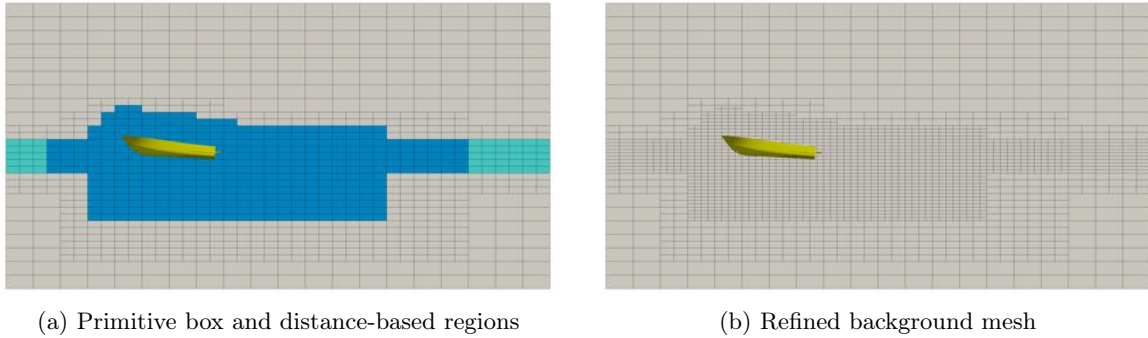 (a) Primitive box and distance-based regions
(b) Refined background mesh